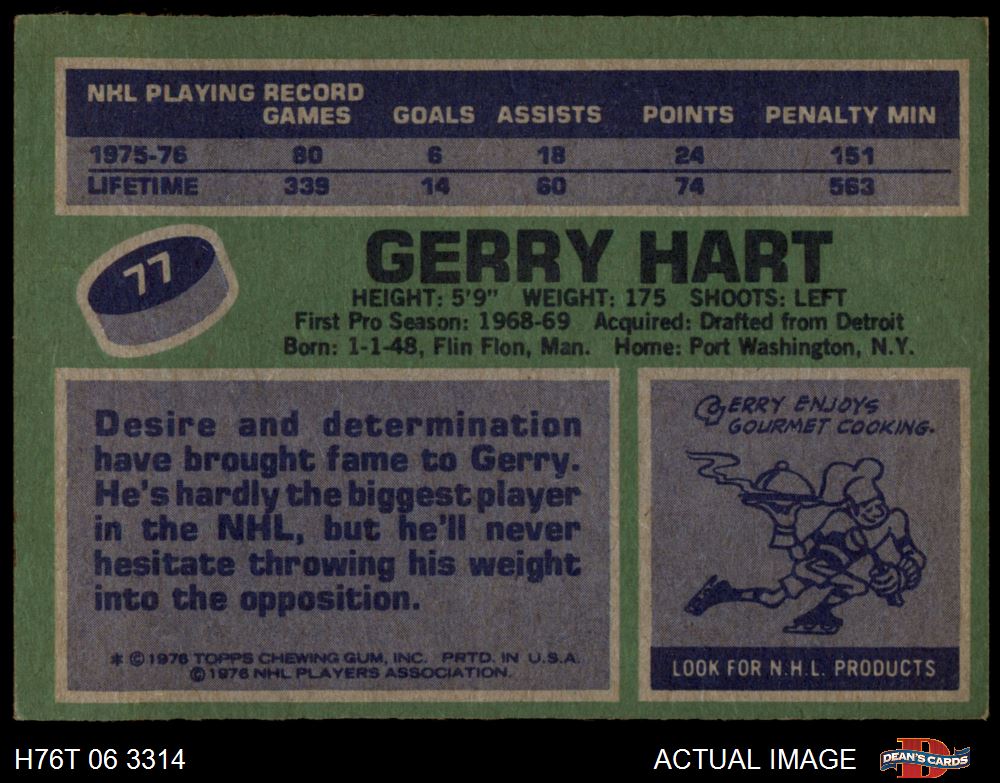 NHL PLAYING RECORD
GAMES GOALS ASSISTS POINTS PENALTY MIN
1975-76 80 6 18 24 151
LIFETIME 339 14 60 74 563
77
GERRY HART
HEIGHT: 5'9" WEIGHT: 175 SHOOTS: LEFT
First Pro Season: 1968-69 Acquired: Drafted from Detroit
Born: 1-1-48, Flin Flon, Man. Home: Port Washington, N.Y.
Desire and determination
have brought fame to Gerry.
He's hardly the biggest player
in the NHL, but he'll never
hesitate throwing his weight
into the opposition.
* © 1976 TOPPS CHEWING GUM, INC. PRTD. IN U.S.A.
© 1976 NHL PLAYERS ASSOCIATION.
GERRY ENJOYS
GOURMET COOKING.
LOOK FOR N.H.L. PRODUCTS
H76T 06 3314
ACTUAL IMAGE
DEAN'S CARDS